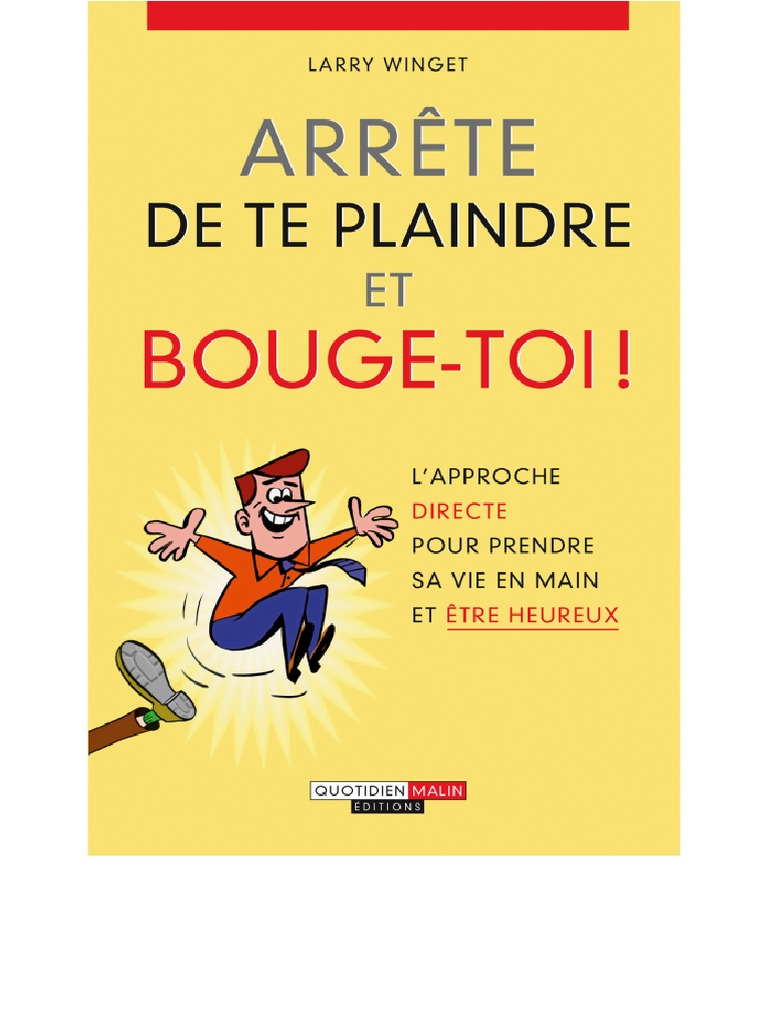 LARRY WINGET
ARRÊTE
DE TE PLAINDRE
ET
BOUGE-TOI !
L'APPROCHE
DIRECTE
POUR PRENDRE
SA VIE EN MAIN
ET ÊTRE HEUREUX
QUOTIDIEN MALIN
ÉDITIONS